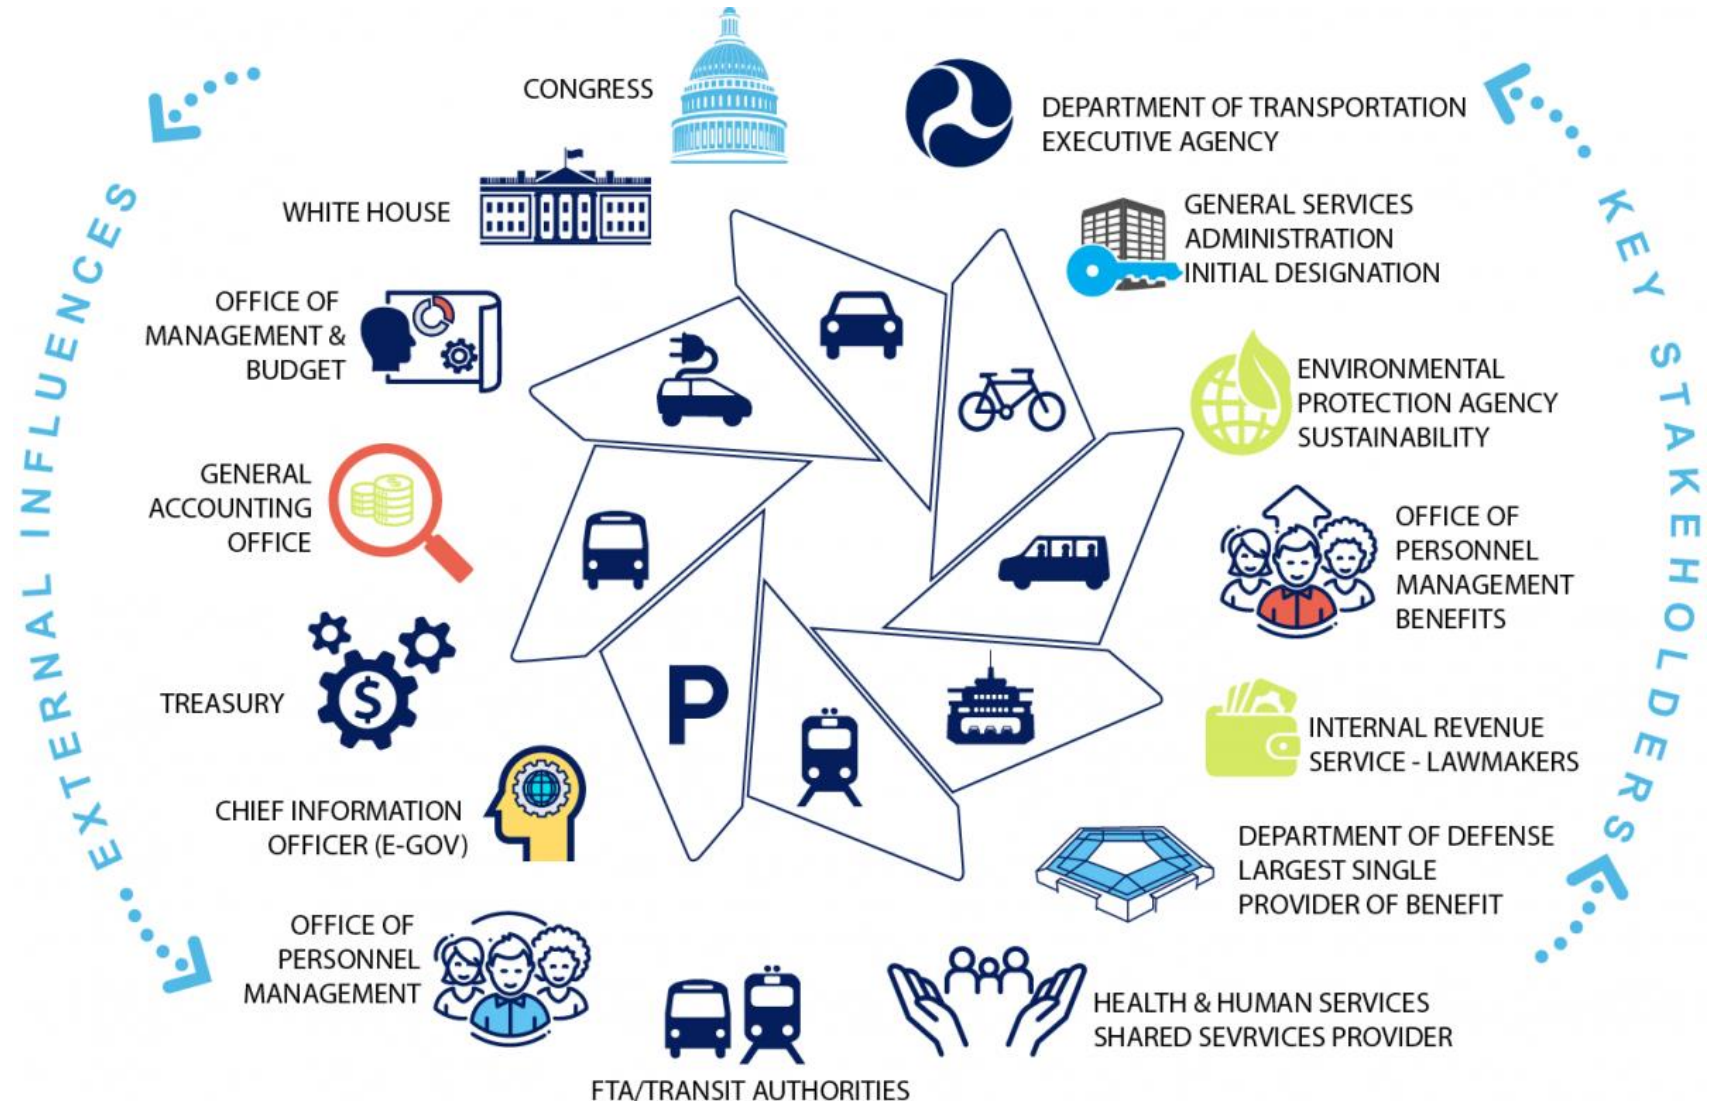 CONGRESS
WHITE HOUSE
OFFICE OF
MANAGEMENT &
BUDGET
GENERAL
ACCOUNTING
OFFICE
TREASURY
CHIEF INFORMATION
OFFICER (E-GOV)
OFFICE OF
PERSONNEL
MANAGEMENT
EXTERNAL INFLUENCES
DEPARTMENT OF TRANSPORTATION
EXECUTIVE AGENCY
GENERAL SERVICES
ADMINISTRATION
INITIAL DESIGNATION
ENVIRONMENTAL
PROTECTION AGENCY
SUSTAINABILITY
OFFICE OF
PERSONNEL
MANAGEMENT
BENEFITS
INTERNAL REVENUE
SERVICE - LAWMAKERS
DEPARTMENT OF DEFENSE
LARGEST SINGLE
PROVIDER OF BENEFIT
HEALTH & HUMAN SERVICES
SHARED SEVRVICES PROVIDER
KEY STAKEHOLDERS
FTA/TRANSIT AUTHORITIES
P
$
$